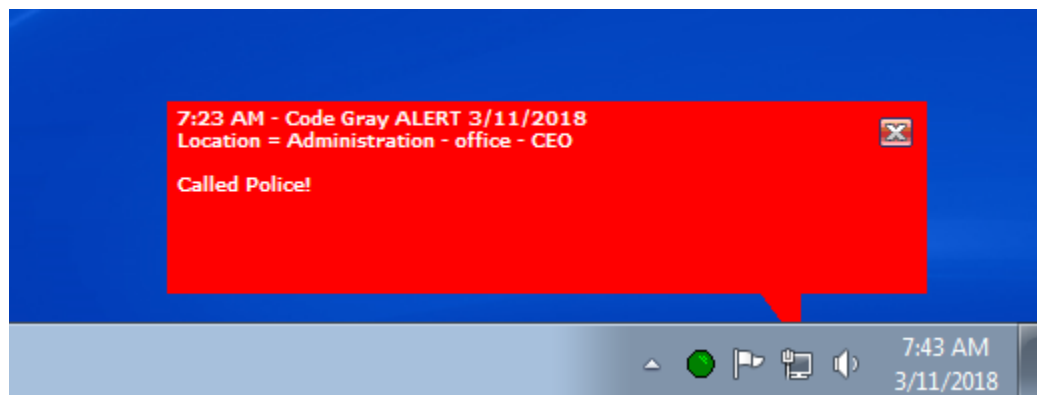 7:23 AM - Code Gray ALERT 3/11/2018
Location = Administration - office - CEO
Called Police!
7:43 AM
3/11/2018